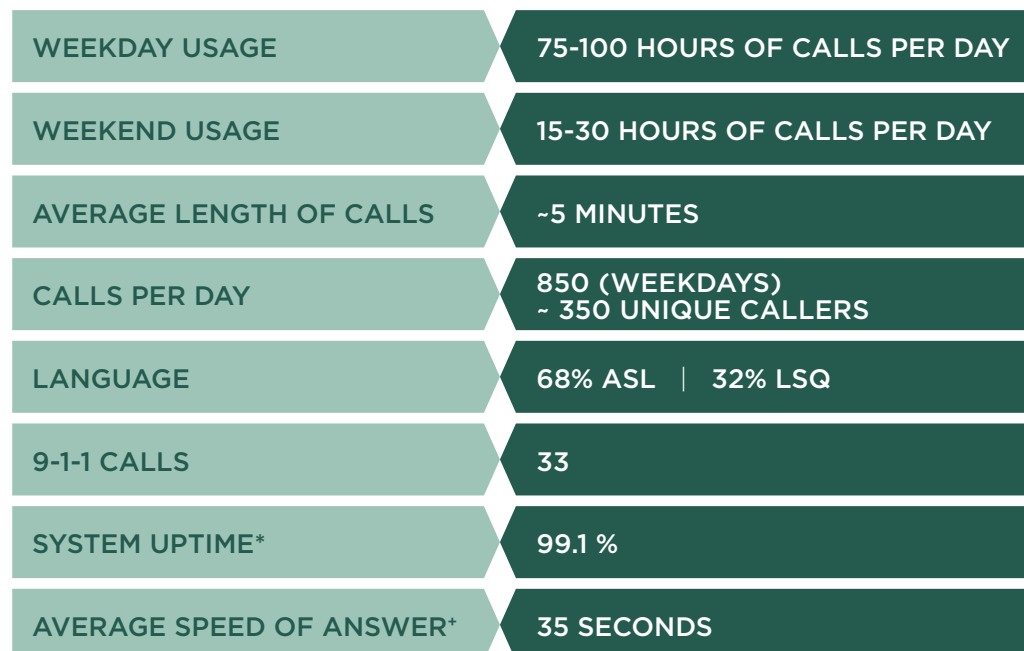 WEEKDAY USAGE
75-100 HOURS OF CALLS PER DAY
WEEKEND USAGE
15-30 HOURS OF CALLS PER DAY
AVERAGE LENGTH OF CALLS
~5 MINUTES
CALLS PER DAY
850 (WEEKDAYS)
~ 350 UNIQUE CALLERS
LANGUAGE
68% ASL | 32% LSQ
9-1-1 CALLS
33
SYSTEM UPTIME*
99.1 %
AVERAGE SPEED OF ANSWER+
35 SECONDS